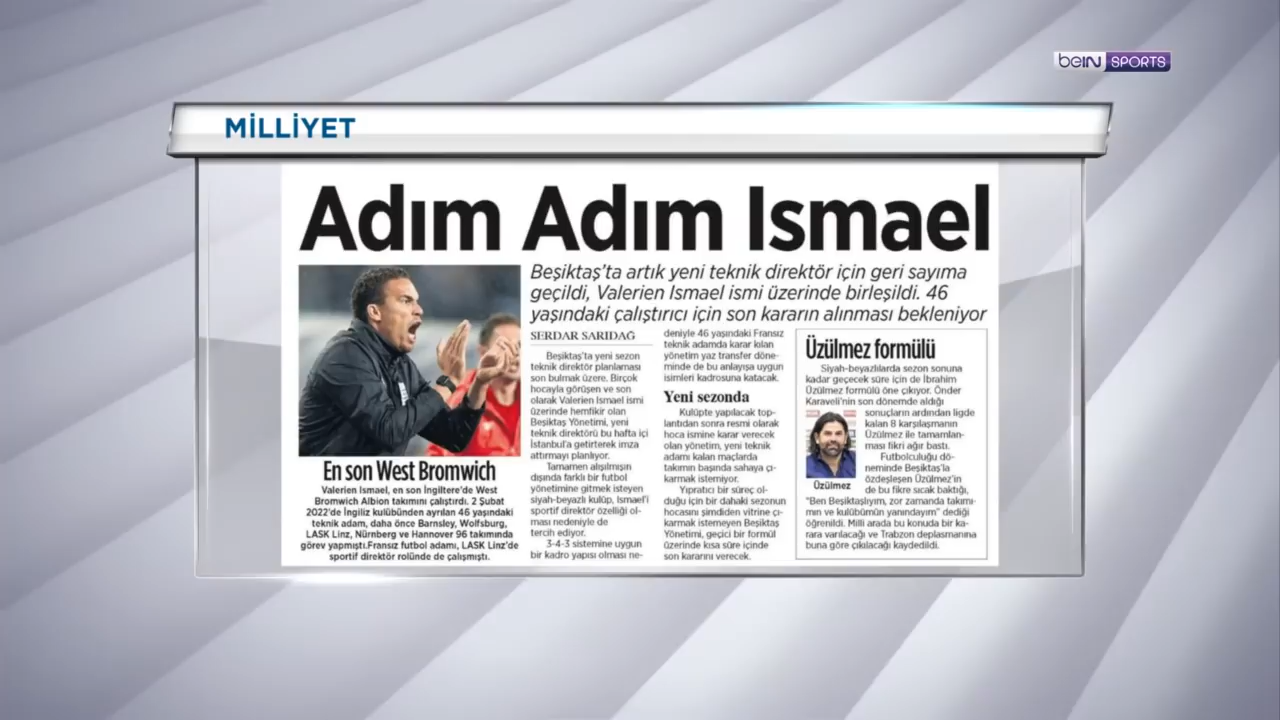 beIN SPORTS
MİLLİYET
Adım Adım Ismael
Beşiktaş'ta artık yeni teknik direktör için geri sayıma
geçildi, Valerien Ismael ismi üzerinde birleşildi. 46
yaşındaki çalıştırıcı için son kararın alınması bekleniyor
En son West Bromwich
Valerien Ismael, en son İngiltere'de West
Bromwich Albion takımını çalıştırdı. 2 Şubat
2022'de İngiliz kulübünden ayrılan 46 yaşındaki
teknik adam, daha önce Barnsley, Wolfsburg,
LASK Linz, Nürnberg ve Hannover 96 takımında
görev yapmıştı.Fransız futbol adamı, LASK Linz'de
sportif direktör rolünde de çalışmıştı.
SERDAR SARIDAĞ
Beşiktaş'ta yeni sezon
teknik direktör planlaması
son bulmak üzere. Birçok
hocayla görüşen ve son
olarak Valerien Ismael ismi
üzerinde hemfikir olan
Beşiktaş Yönetimi, yeni
teknik direktörü bu hafta içi
İstanbul'a getirterek imza
attırmayı planlıyor.
Tamamen alışılmışın
dışında farklı bir futbol
yönetimine gitmek isteyen
siyah-beyazlı kulüp, Ismael'i
sportif direktör özelliği ol-
ması nedeniyle de
tercih ediyor.
3-4-3 sistemine uygun
bir kadro yapısı olması ne-
deniyle 46 yaşındaki Fransız
teknik adamda karar kılan
yönetim yaz transfer döne-
minde de bu anlayışa uygun
isimleri kadrosuna katacak.
Yeni sezonda
Kulüpte yapılacak top-
lantıdan sonra resmi olarak
hoca ismine karar verecek
olan yönetim, yeni teknik
adamı kalan maçlarda
takımın başında sahaya çı-
karmak istemiyor.
Yıpratıcı bir süreç ol-
duğu için bir dahaki sezonun
hocasını şimdiden vitrine çı-
karmak istemeyen Beşiktaş
Yönetimi, geçici bir formül
üzerinde kısa süre içinde
son kararını verecek.
Üzülmez formülü
Siyah-beyazlılarda sezon sonuna
kadar geçecek süre için de İbrahim
Üzülmez formülü öne çıkıyor. Önder
Karaveli'nin son dönemde aldığı
sonuçların ardından ligde
kalan 8 karşılaşmanın
Üzülmez ile tamamlan-
ması fikri ağır bastı.
Futbolculuğu dö-
neminde Beşiktaş'la
özdeşleşen Üzülmez'in
de bu fikre sıcak baktığı,
"Ben Beşiktaşlıyım, zor zamanda takımı-
mın ve kulübümün yanındayım" dediği
öğrenildi. Milli arada bu konuda bir ka-
rara varılacağı ve Trabzon deplasmanına
buna göre çıkılacağı kaydedildi.
Üzülmez